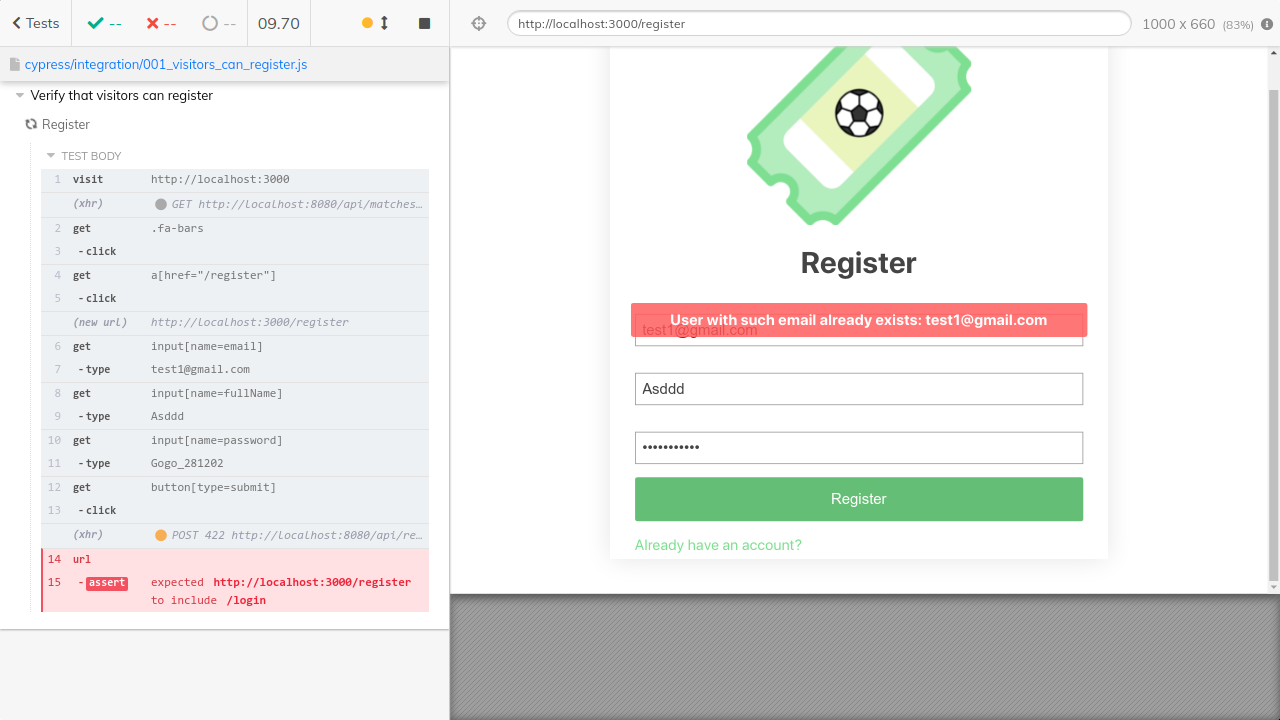 Tests
--
--
--
09.70
http://localhost:3000/register
1000 x 660 (83%)
cypress/integration/001_visitors_can_register.js
Verify that visitors can register
Register
TEST BODY
1 visit http://localhost:3000
(xhr) GET http://localhost:8080/api/matches…
2 get .fa-bars
3 - click
4 get a[href="/register"]
5 - click
(new url) http://localhost:3000/register
6 get input[name=email]
7 - type test1@gmail.com
8 get input[name=fullName]
9 - type Asddd
10 get input[name=password]
11 - type Gogo_281202
12 get button[type=submit]
13 - click
(xhr) POST 422 http://localhost:8080/api/re…
14 url
15 - assert expected http://localhost:3000/register
to include /login
Register
User with such email already exists: test1@gmail.com
test1@gmail.com
Asddd
•••••••••••
Register
Already have an account?